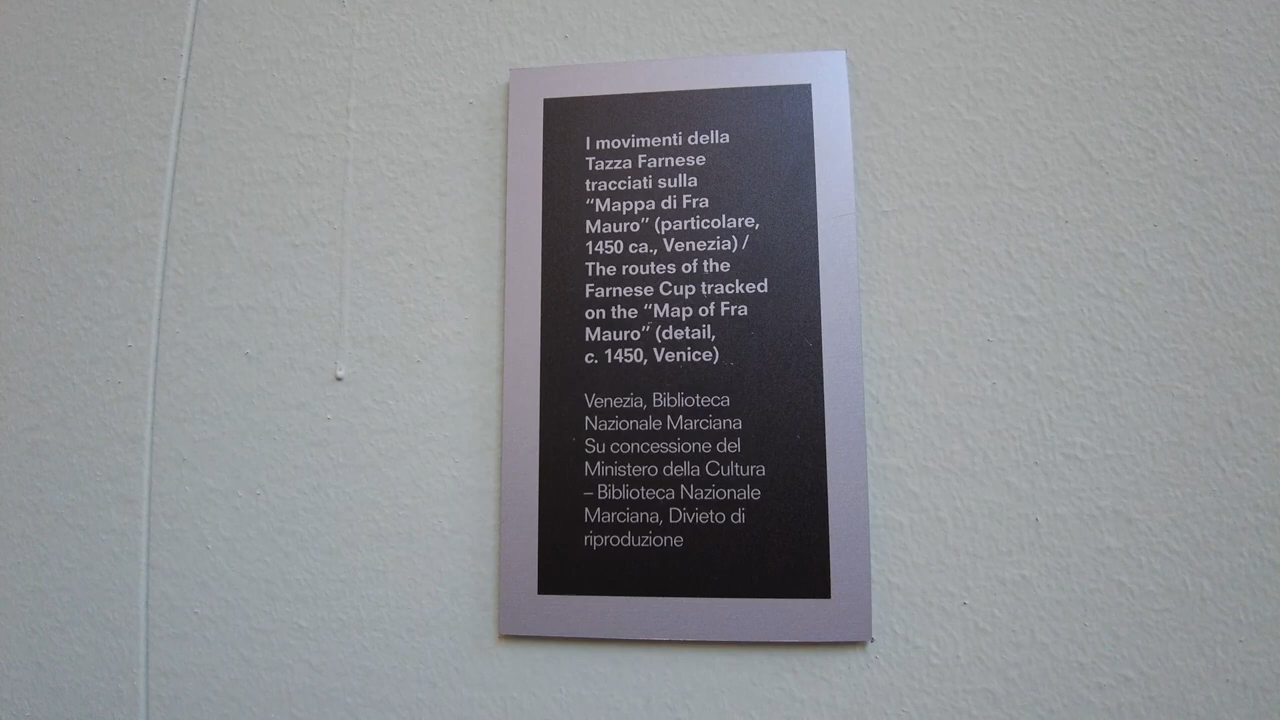 I movimenti della
Tazza Farnese
tracciati sulla
“Mappa di Fra
Mauro” (particolare,
1450 ca., Venezia) /
The routes of the
Farnese Cup tracked
on the “Map of Fra
Mauro” (detail,
c. 1450, Venice)
Venezia, Biblioteca
Nazionale Marciana
Su concessione del
Ministero della Cultura
– Biblioteca Nazionale
Marciana, Divieto di
riproduzione